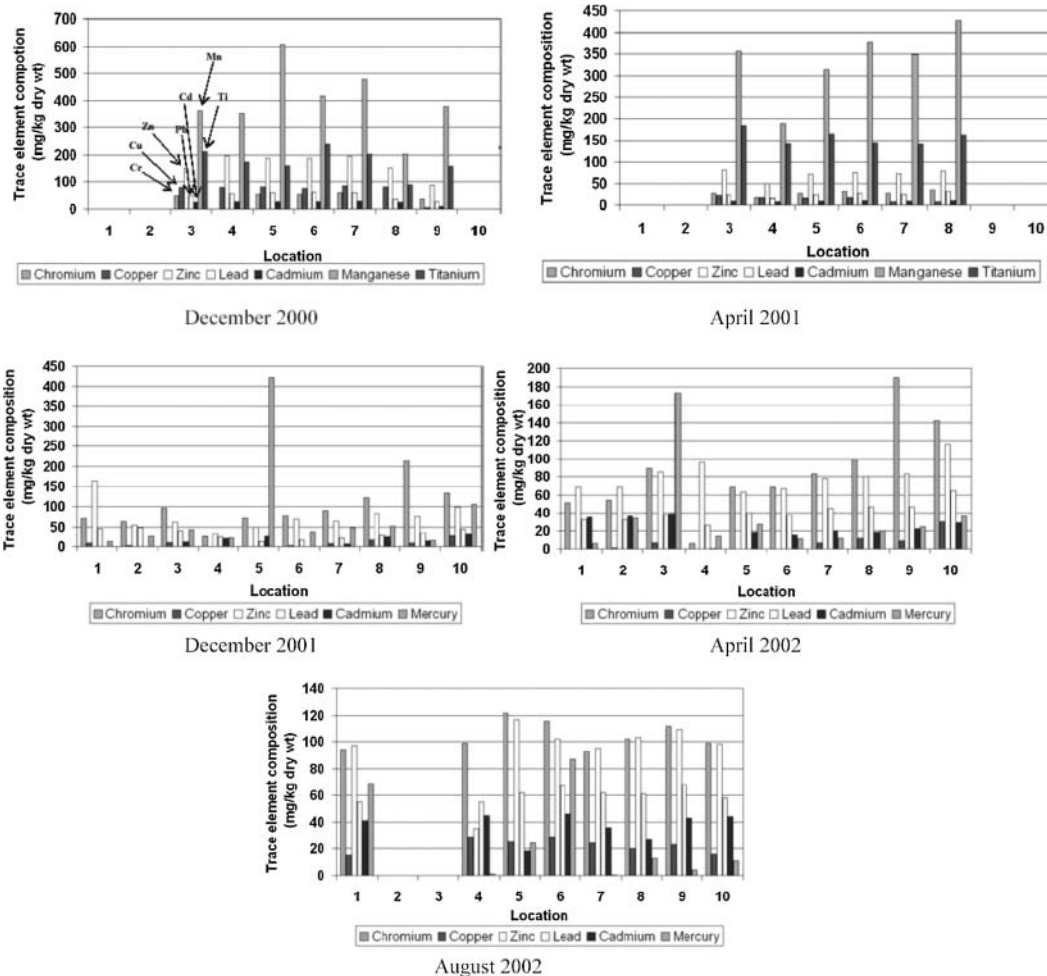 Trace element compotion
(mg/kg dry wt)
700
600
500
400
300
200
100
0
Mn
Cd
Ti
Zn
Pb
Cu
Cr
1 2 3 4 5 6 7 8 9 10
Location
Chromium Copper Zinc Lead Cadmium Manganese Titanium
December 2000
Trace element composition
(mg/kg dry wt)
450
400
350
300
250
200
150
100
50
0
1 2 3 4 5 6 7 8 9 10
Location
Chromium Copper Zinc Lead Cadmium Manganese Titanium
April 2001
Trace element composition
(mg/kg dry wt)
450
400
350
300
250
200
150
100
50
0
1 2 3 4 5 6 7 8 9 10
Location
Chromium Copper Zinc Lead Cadmium Mercury
December 2001
Trace element composition
(mg/kg dry wt)
200
180
160
140
120
100
80
60
40
20
0
1 2 3 4 5 6 7 8 9 10
Location
Chromium Copper Zinc Lead Cadmium Mercury
April 2002
Trace element composition
(mg/kg dry wt)
140
120
100
80
60
40
20
0
1 2 3 4 5 6 7 8 9 10
Location
Chromium Copper Zinc Lead Cadmium Mercury
August 2002